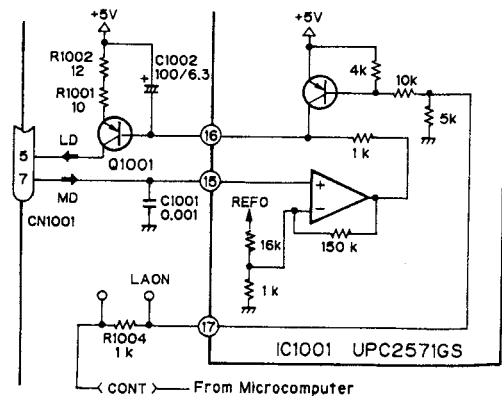 +5V
+5V
R1002
12
C1002
100/6.3
+
R1001
10
4k
10k
5k
LD
5
16
Q1001
1k
7
MD
15
+
−
CN1001
C1001
0.001
REF0
16k
150k
1k
LAON
17
R1004
1k
IC1001 UPC2571GS
CONT From Microcomputer